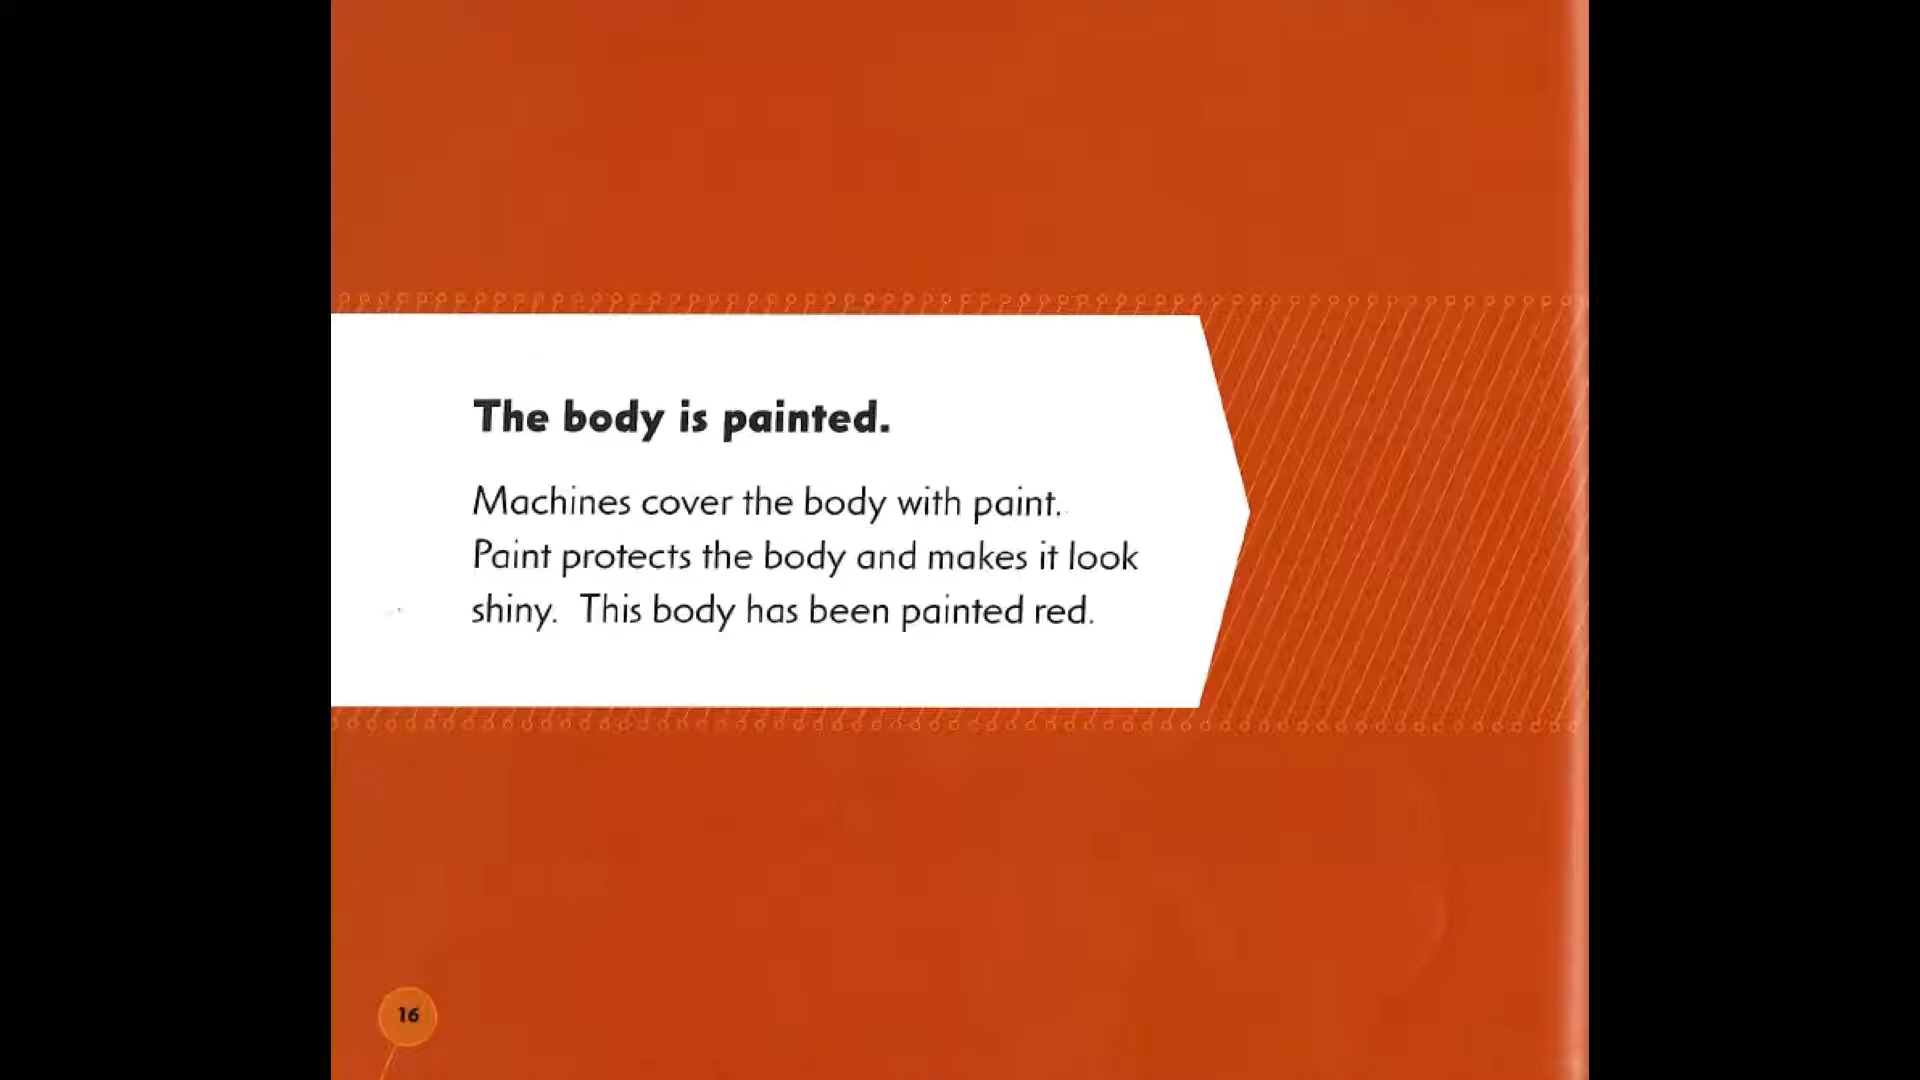 The body is painted.
Machines cover the body with paint.
Paint protects the body and makes it look
shiny. This body has been painted red.
16